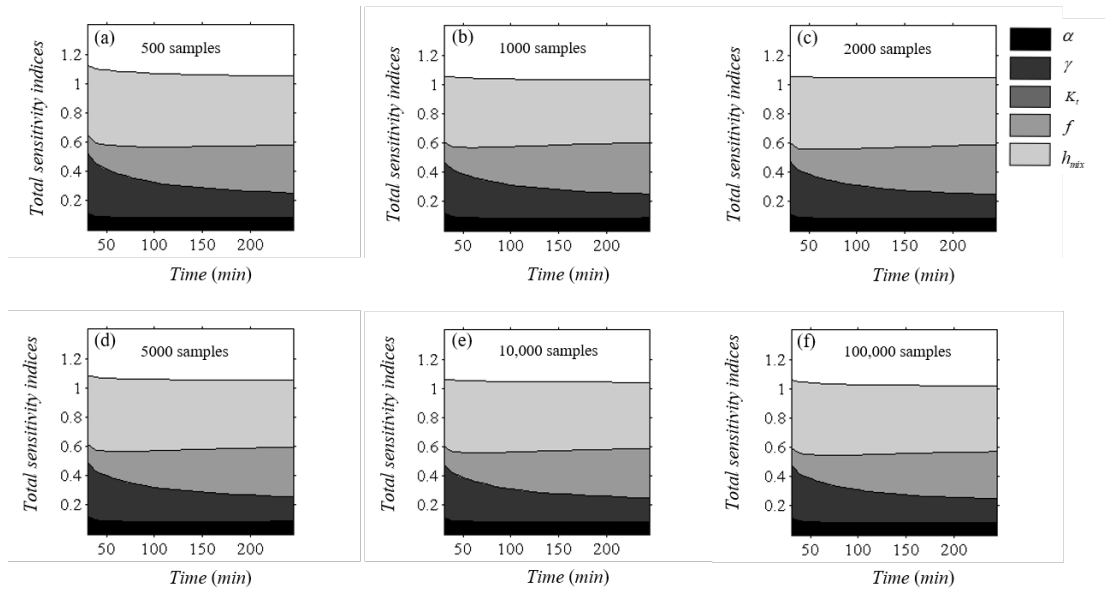 (a) 500 samples
Total sensitivity indices
1.2
1
0.8
0.6
0.4
0.2
50 100 150 200
Time (min)
(b) 1000 samples
Total sensitivity indices
1.2
1
0.8
0.6
0.4
0.2
50 100 150 200
Time (min)
(c) 2000 samples
Total sensitivity indices
1.2
1
0.8
0.6
0.4
0.2
50 100 150 200
Time (min)
α
γ
K_s
f
h_mix
(d) 5000 samples
Total sensitivity indices
1.2
1
0.8
0.6
0.4
0.2
50 100 150 200
Time (min)
(e) 10,000 samples
Total sensitivity indices
1.2
1
0.8
0.6
0.4
0.2
50 100 150 200
Time (min)
(f) 100,000 samples
Total sensitivity indices
1.2
1
0.8
0.6
0.4
0.2
50 100 150 200
Time (min)